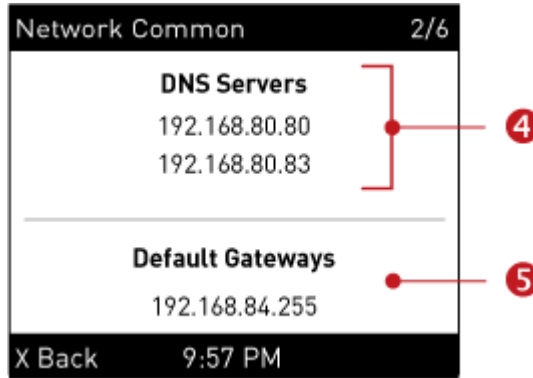 Network Common 2/6
DNS Servers
192.168.80.80
192.168.80.83
4
Default Gateways
192.168.84.255
5
X Back 9:57 PM